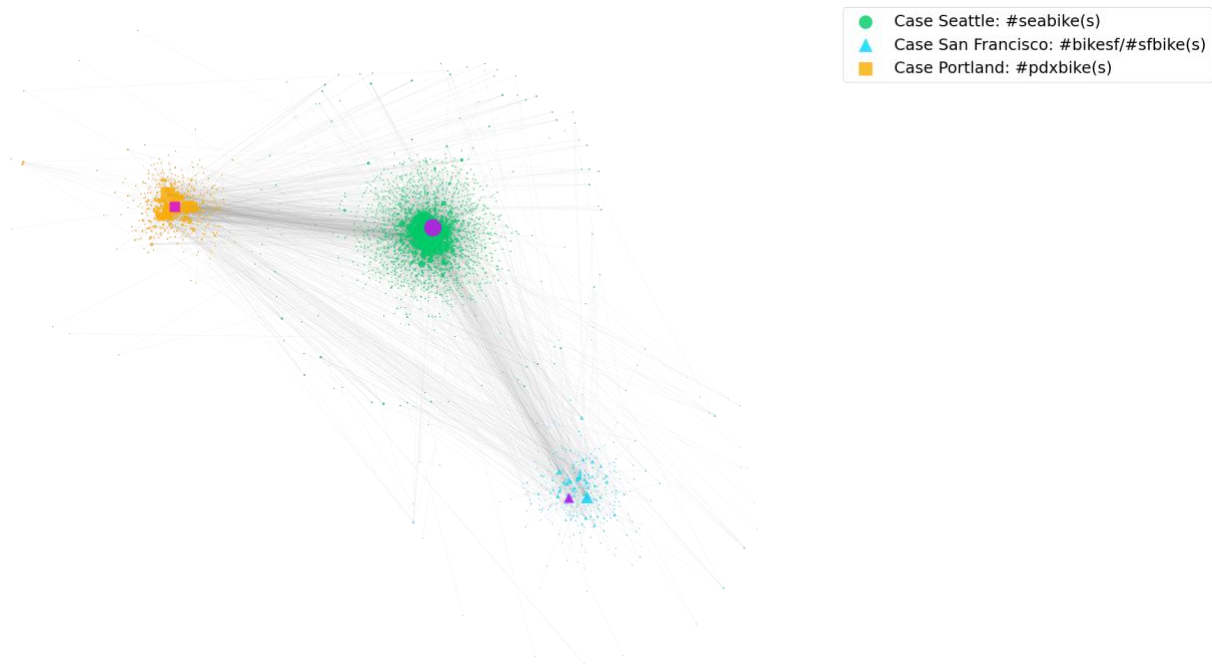 Case Seattle: #seabike(s)
Case San Francisco: #bikesf/#sfbike(s)
Case Portland: #pdxbike(s)